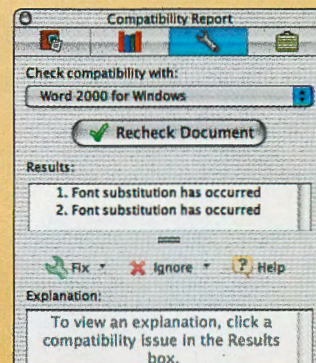 Compatibility Report
Check compatibility with:
Word 2000 for Windows
Recheck Document
Results:
1. Font substitution has occurred
2. Font substitution has occurred
Fix Ignore Help
Explanation:
To view an explanation, click a
compatibility issue in the Results
box.